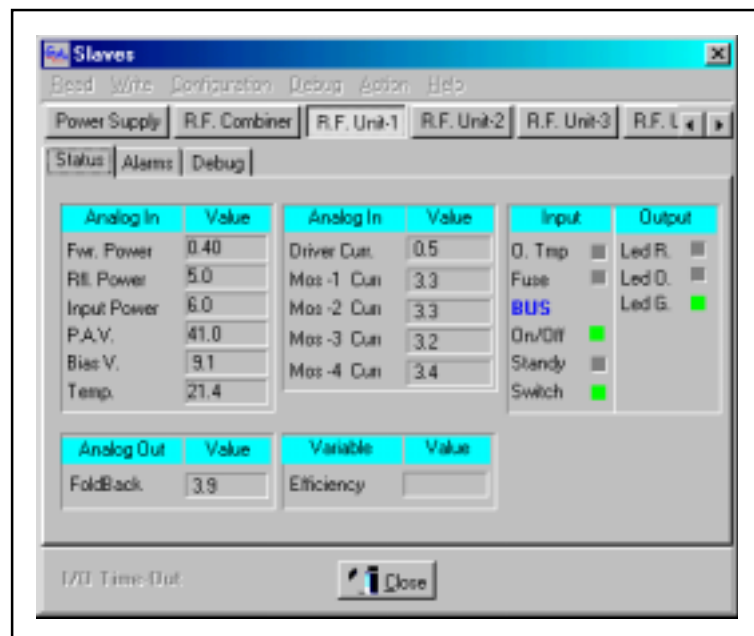 Slaves
Read Write Configuration Debug Action Help
Power Supply R.F. Combiner R.F. Unit-1 R.F. Unit-2 R.F. Unit-3 R.F. L
Status Alarms Debug
Analog In Value Analog In Value Input Output
Fwr. Power 0.40 Driver Curr. 0.5 O. Tmp Led R.
Rfl. Power 5.0 Mos -1 Curr 3.3 Fuse Led O.
Input Power 6.0 Mos -2 Curr 3.3 BUS Led G.
P.A.V. 41.0 Mos -3 Curr 3.2 On/Off
Bias V. 9.1 Mos -4 Curr 3.4 Standy
Temp. 21.4 Switch
Analog Out Value Variable Value
FoldBack 3.9 Efficiency
I/O Time-Out Close